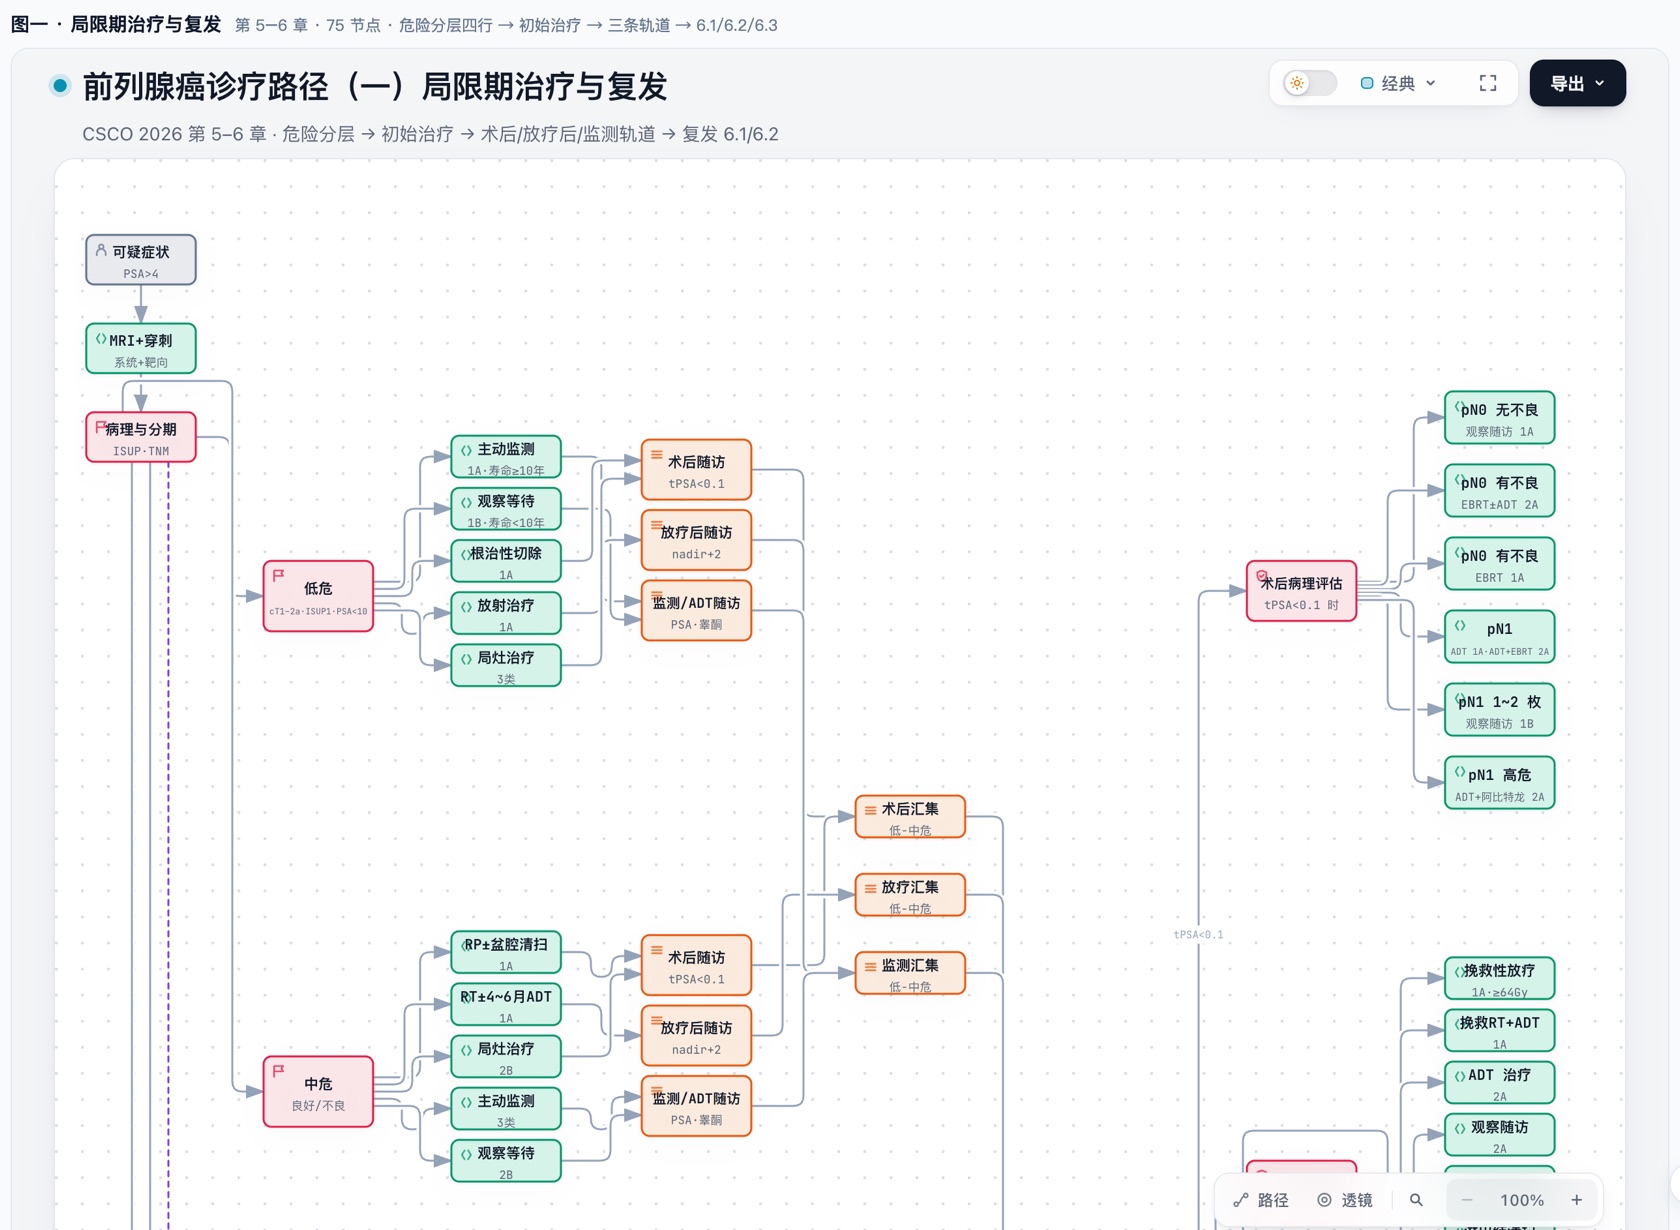 图一 · 局限期治疗与复发 第 5–6 章 · 75 节点 · 危险分层四行 → 初始治疗 → 三条轨道 → 6.1/6.2/6.3
前列腺癌诊疗路径（一）局限期治疗与复发
经典
导出
CSCO 2026 第 5–6 章 · 危险分层 → 初始治疗 → 术后/放疗后/监测轨道 → 复发 6.1/6.2
可疑症状
PSA>4
MRI+穿刺
系统+靶向
病理与分期
ISUP·TNM
低危
cT1-2a·ISUP1·PSA<10
主动监测
1A·寿命≥10年
观察等待
1B·寿命<10年
根治性切除
1A
放射治疗
1A
局灶治疗
3类
术后随访
tPSA<0.1
放疗后随访
nadir+2
监测/ADT随访
PSA·睾酮
中危
良好/不良
RP±盆腔清扫
1A
RT±4~6月ADT
1A
局灶治疗
2B
主动监测
3类
观察等待
2B
术后随访
tPSA<0.1
放疗后随访
nadir+2
监测/ADT随访
PSA·睾酮
术后汇集
低-中危
放疗汇集
低-中危
监测汇集
低-中危
tPSA<0.1
术后病理评估
tPSA<0.1 时
pN0 无不良
观察随访 1A
pN0 有不良
EBRT±ADT 2A
pN0 有不良
EBRT 1A
pN1
ADT 1A·ADT+EBRT 2A
pN1 1~2 枚
观察随访 1B
pN1 高危
ADT+阿比特龙 2A
挽救性放疗
1A·≥64Gy
挽救RT+ADT
1A
ADT 治疗
2A
观察随访
2A
路径
透镜
100%